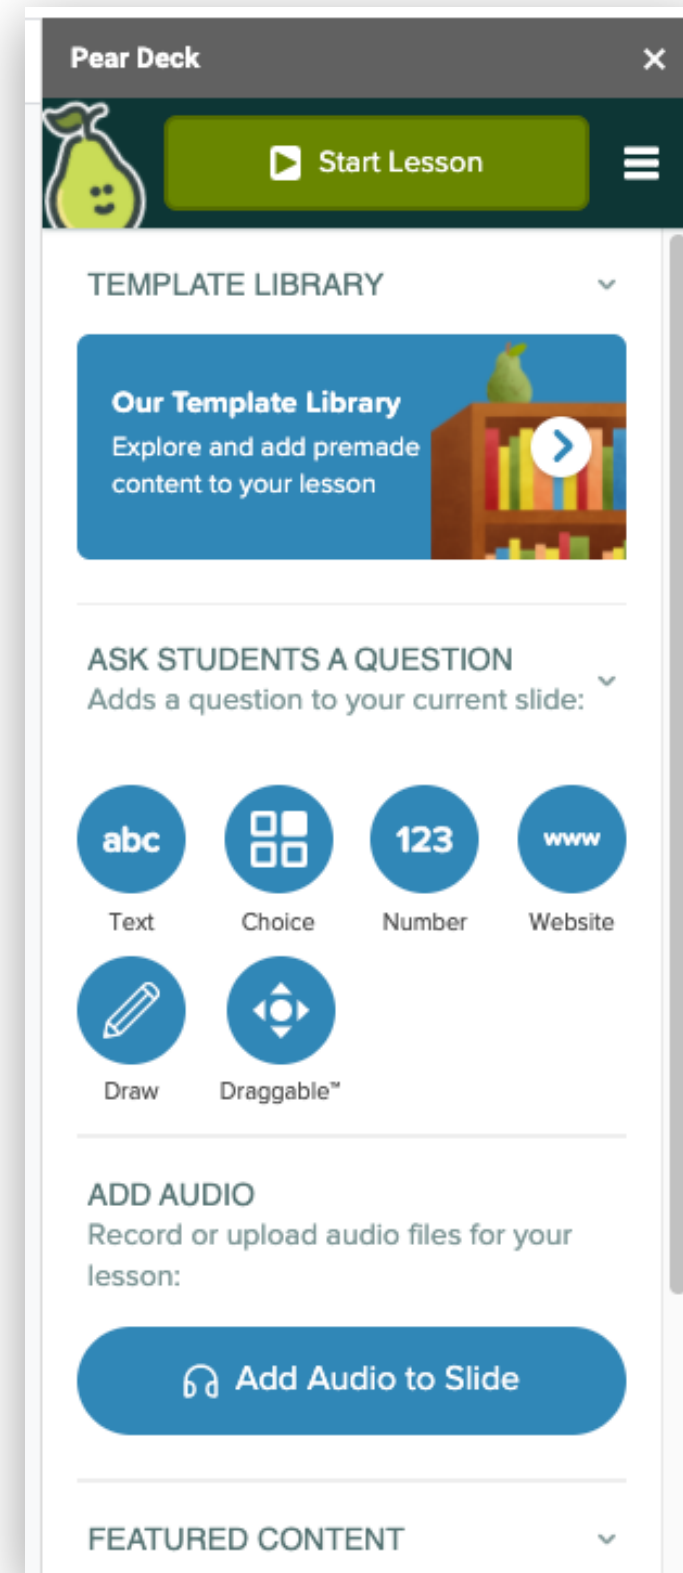 Pear Deck
Start Lesson
TEMPLATE LIBRARY
Our Template Library
Explore and add premade
content to your lesson
ASK STUDENTS A QUESTION
Adds a question to your current slide:
abc
123
www
Text
Choice
Number
Website
Draw
Draggable™
ADD AUDIO
Record or upload audio files for your
lesson:
Add Audio to Slide
FEATURED CONTENT